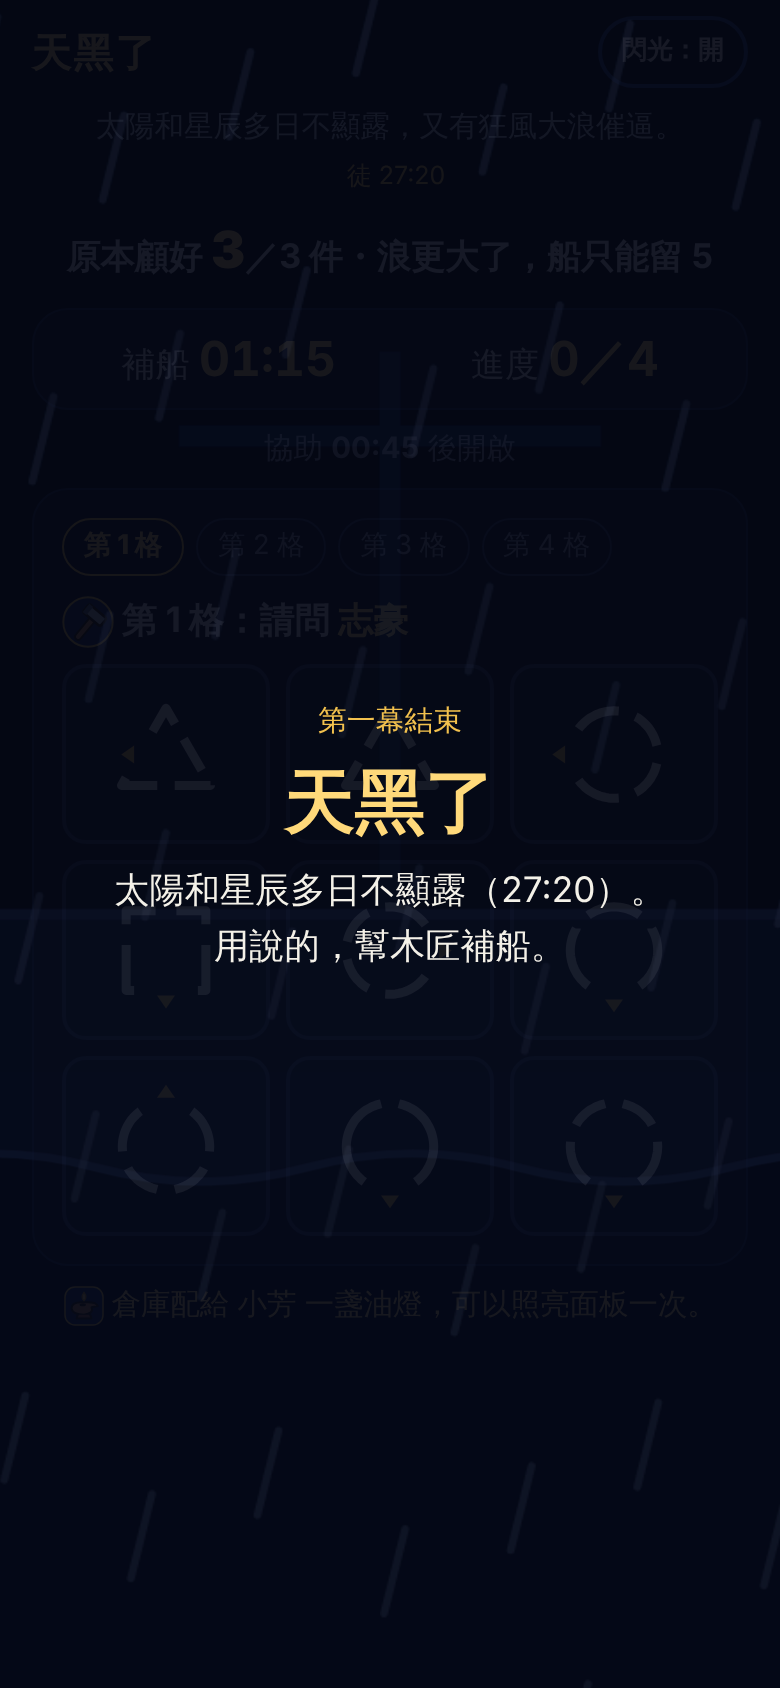 天黑了
閃光：開
太陽和星辰多日不顯露，又有狂風大浪催逼。
徒 27:20
原本顧好 3／3 件・浪更大了，船只能留 5
補船 01:15
進度 0／4
協助 00:45 後開啟
第 1 格
第 2 格
第 3 格
第 4 格
第 1 格：請問 志豪
第一幕結束
天黑了
太陽和星辰多日不顯露（27:20）。
用說的，幫木匠補船。
倉庫配給 小芳 一盞油燈，可以照亮面板一次。